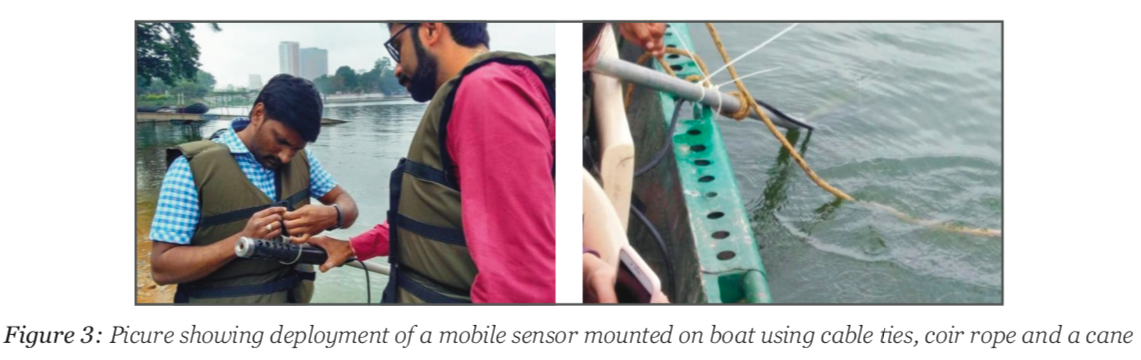 Figure 3: Picure showing deployment of a mobile sensor mounted on boat using cable ties, coir rope and a cane